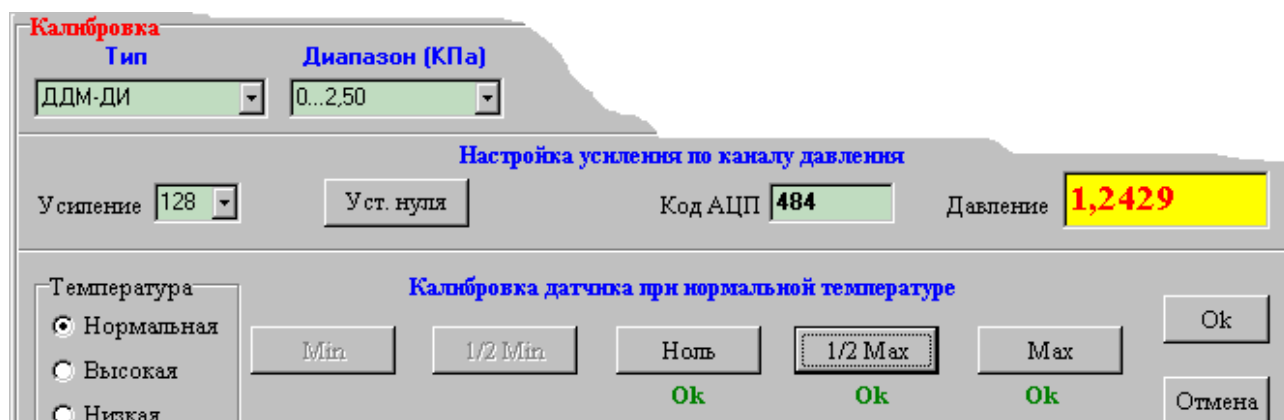 Калибровка
Тип Диапазон (КПа)
ДДМ-ДИ 0...2,50
Настройка усиления по каналу давления
Усиление 128 Уст. нуля Код АЦП 484 Давление 1,2429
Температура Калибровка датчика при нормальной температуре
Нормальная Min 1/2 Min Ноль 1/2 Max Max Ok
Высокая Ok Ok Ok Отмена
Низкая